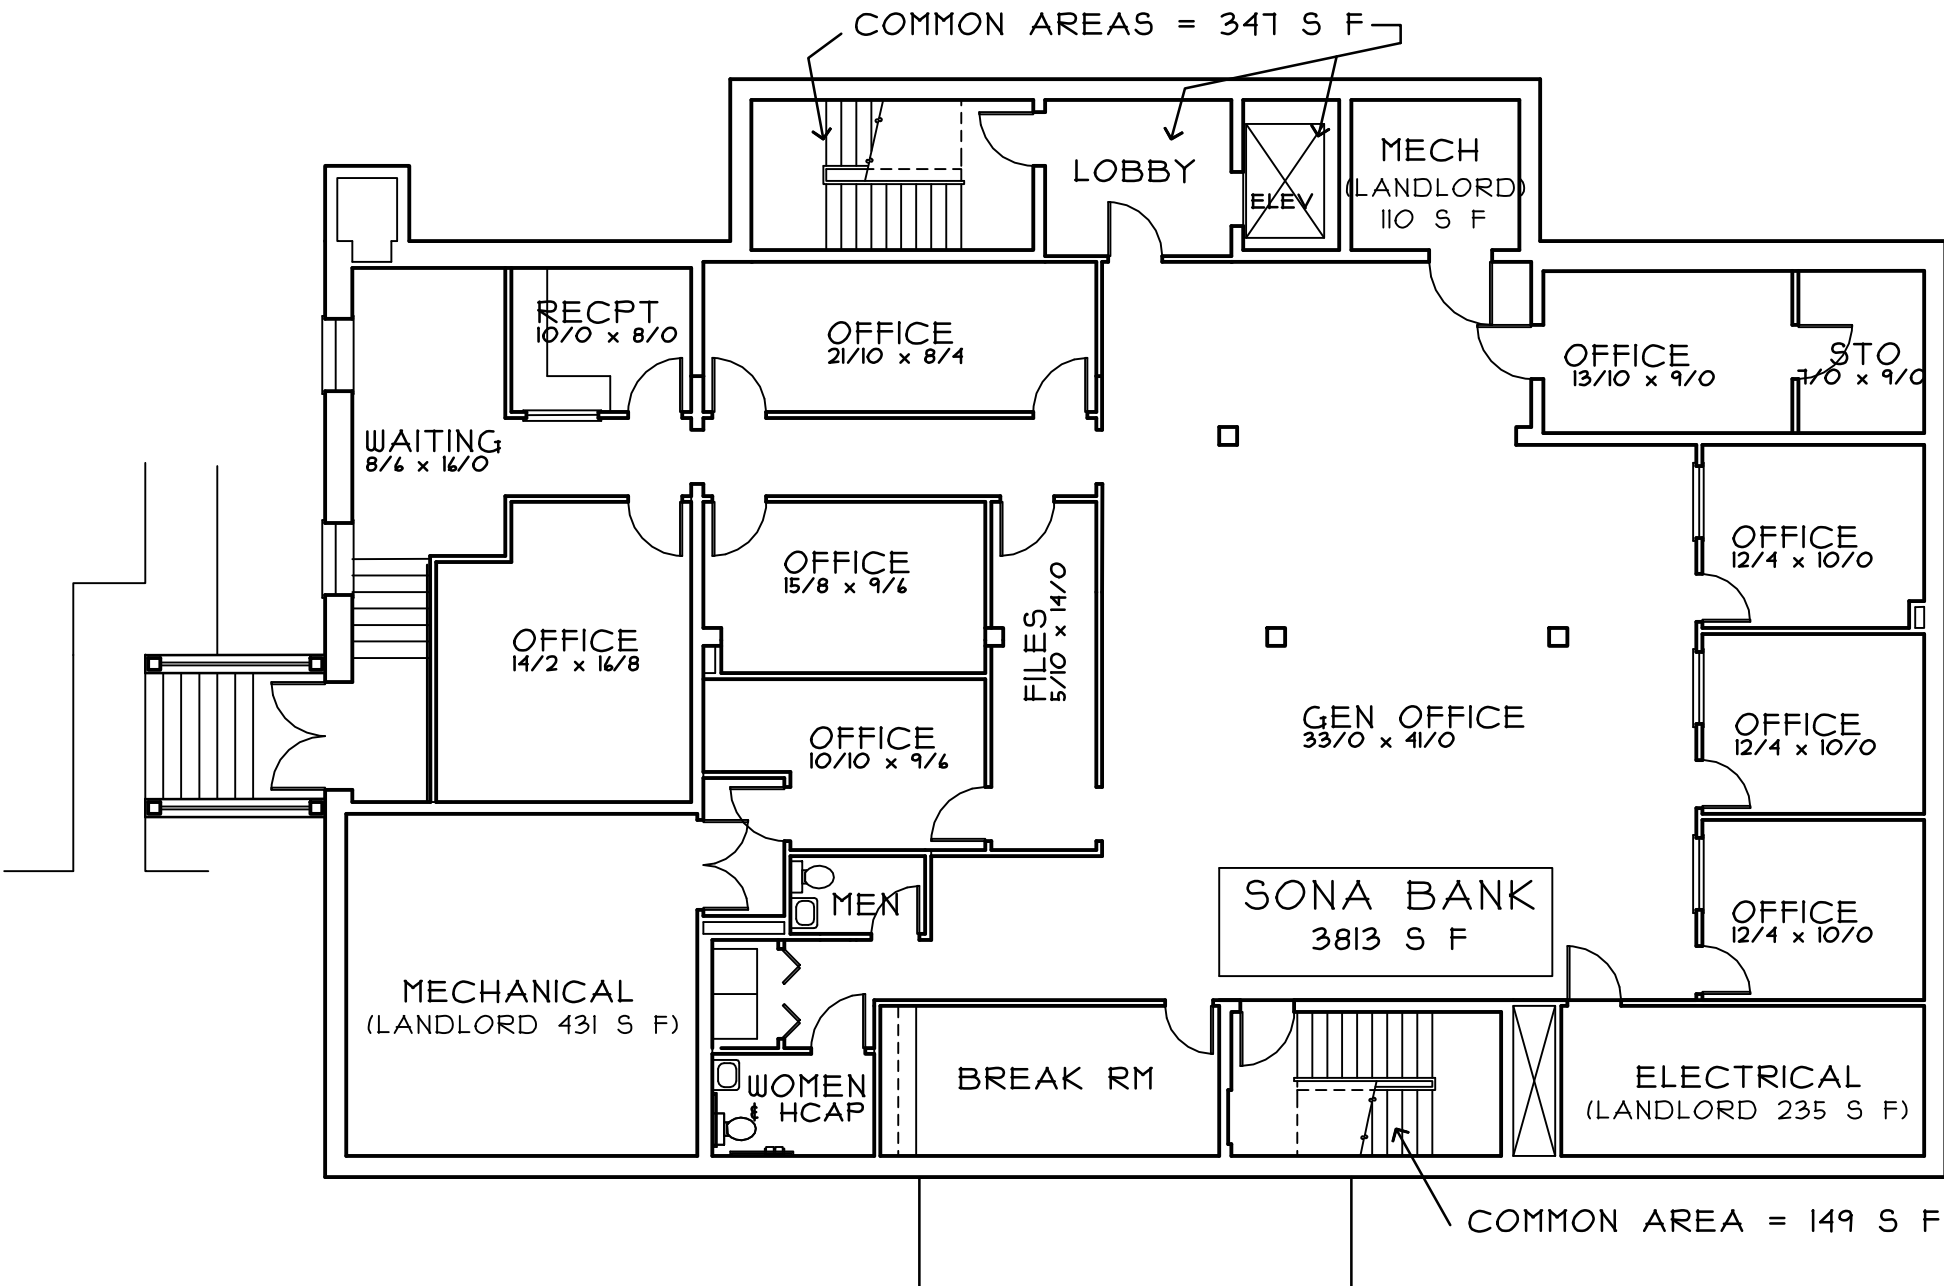 COMMON AREAS = 347 S F
LOBBY
ELEV
MECH
(LANDLORD)
110 S F
RECPT
10/0 x 8/0
OFFICE
21/10 x 8/4
OFFICE
13/10 x 9/0
STO
7/0 x 9/0
WAITING
8/6 x 16/0
OFFICE
12/4 x 10/0
OFFICE
15/8 x 9/6
FILES
5/10 x 14/0
OFFICE
14/2 x 16/8
GEN OFFICE
33/0 x 41/0
OFFICE
12/4 x 10/0
OFFICE
10/10 x 9/6
SONA BANK
3813 S F
MEN
OFFICE
12/4 x 10/0
MECHANICAL
(LANDLORD 431 S F)
WOMEN
& HCAP
BREAK RM
ELECTRICAL
(LANDLORD 235 S F)
COMMON AREA = 149 S F